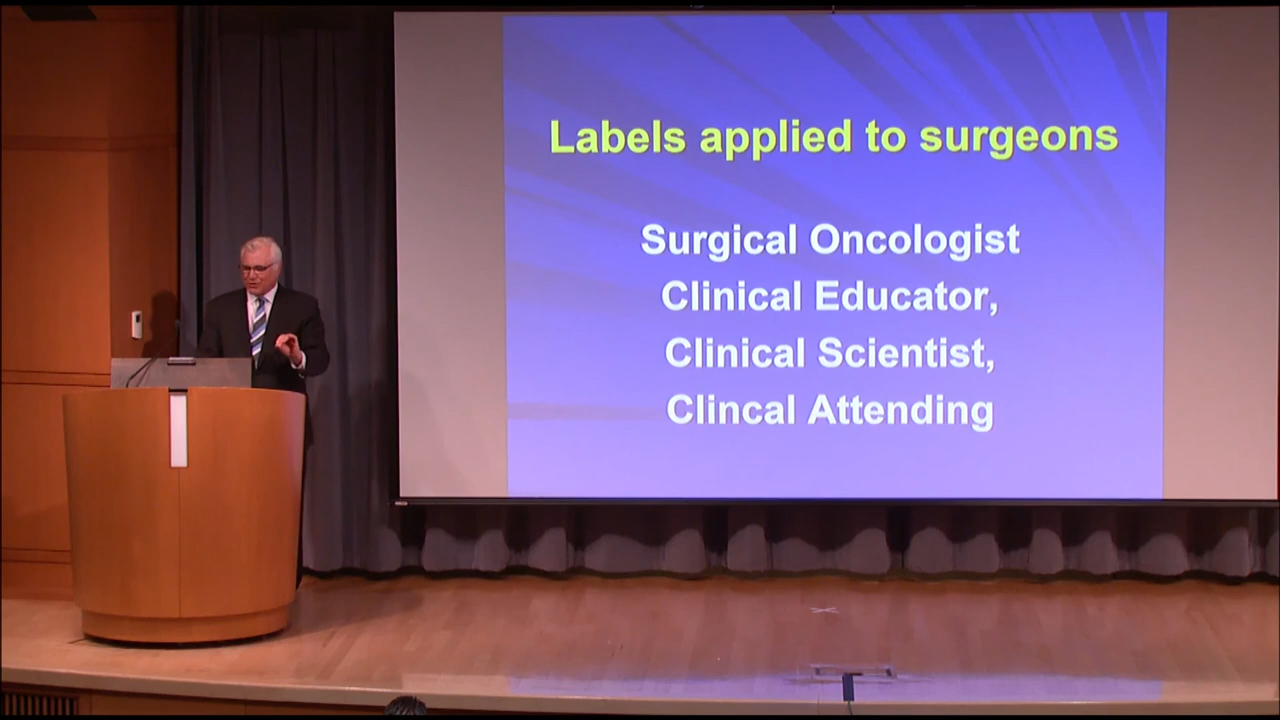 Labels applied to surgeons
Surgical Oncologist
Clinical Educator,
Clinical Scientist,
Clincal Attending